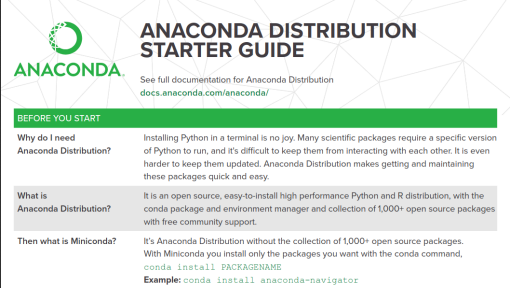 ANACONDA DISTRIBUTION
STARTER GUIDE
ANACONDA.
See full documentation for Anaconda Distribution
docs.anaconda.com/anaconda/
BEFORE YOU START
Why do I need
Anaconda Distribution?
Installing Python in a terminal is no joy. Many scientific packages require a specific version
of Python to run, and it's difficult to keep them from interacting with each other. It is even
harder to keep them updated. Anaconda Distribution makes getting and maintaining
these packages quick and easy.
What is
Anaconda Distribution?
It is an open source, easy-to-install high performance Python and R distribution, with the
conda package and environment manager and collection of 1,000+ open source packages
with free community support.
Then what is Miniconda?
It's Anaconda Distribution without the collection of 1,000+ open source packages.
With Miniconda you install only the packages you want with the conda command,
conda install PACKAGENAME
Example: conda install anaconda-navigator